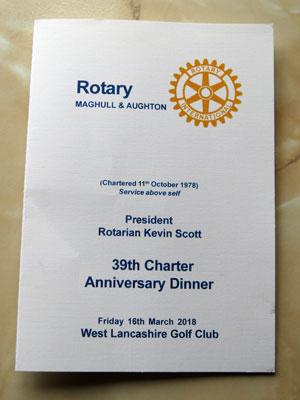 Rotary
MAGHULL & AUGHTON
ROTARY
INTERNATIONAL
(Chartered 11th October 1978)
Service above self
President
Rotarian Kevin Scott
39th Charter
Anniversary Dinner
Friday 16th March 2018
West Lancashire Golf Club